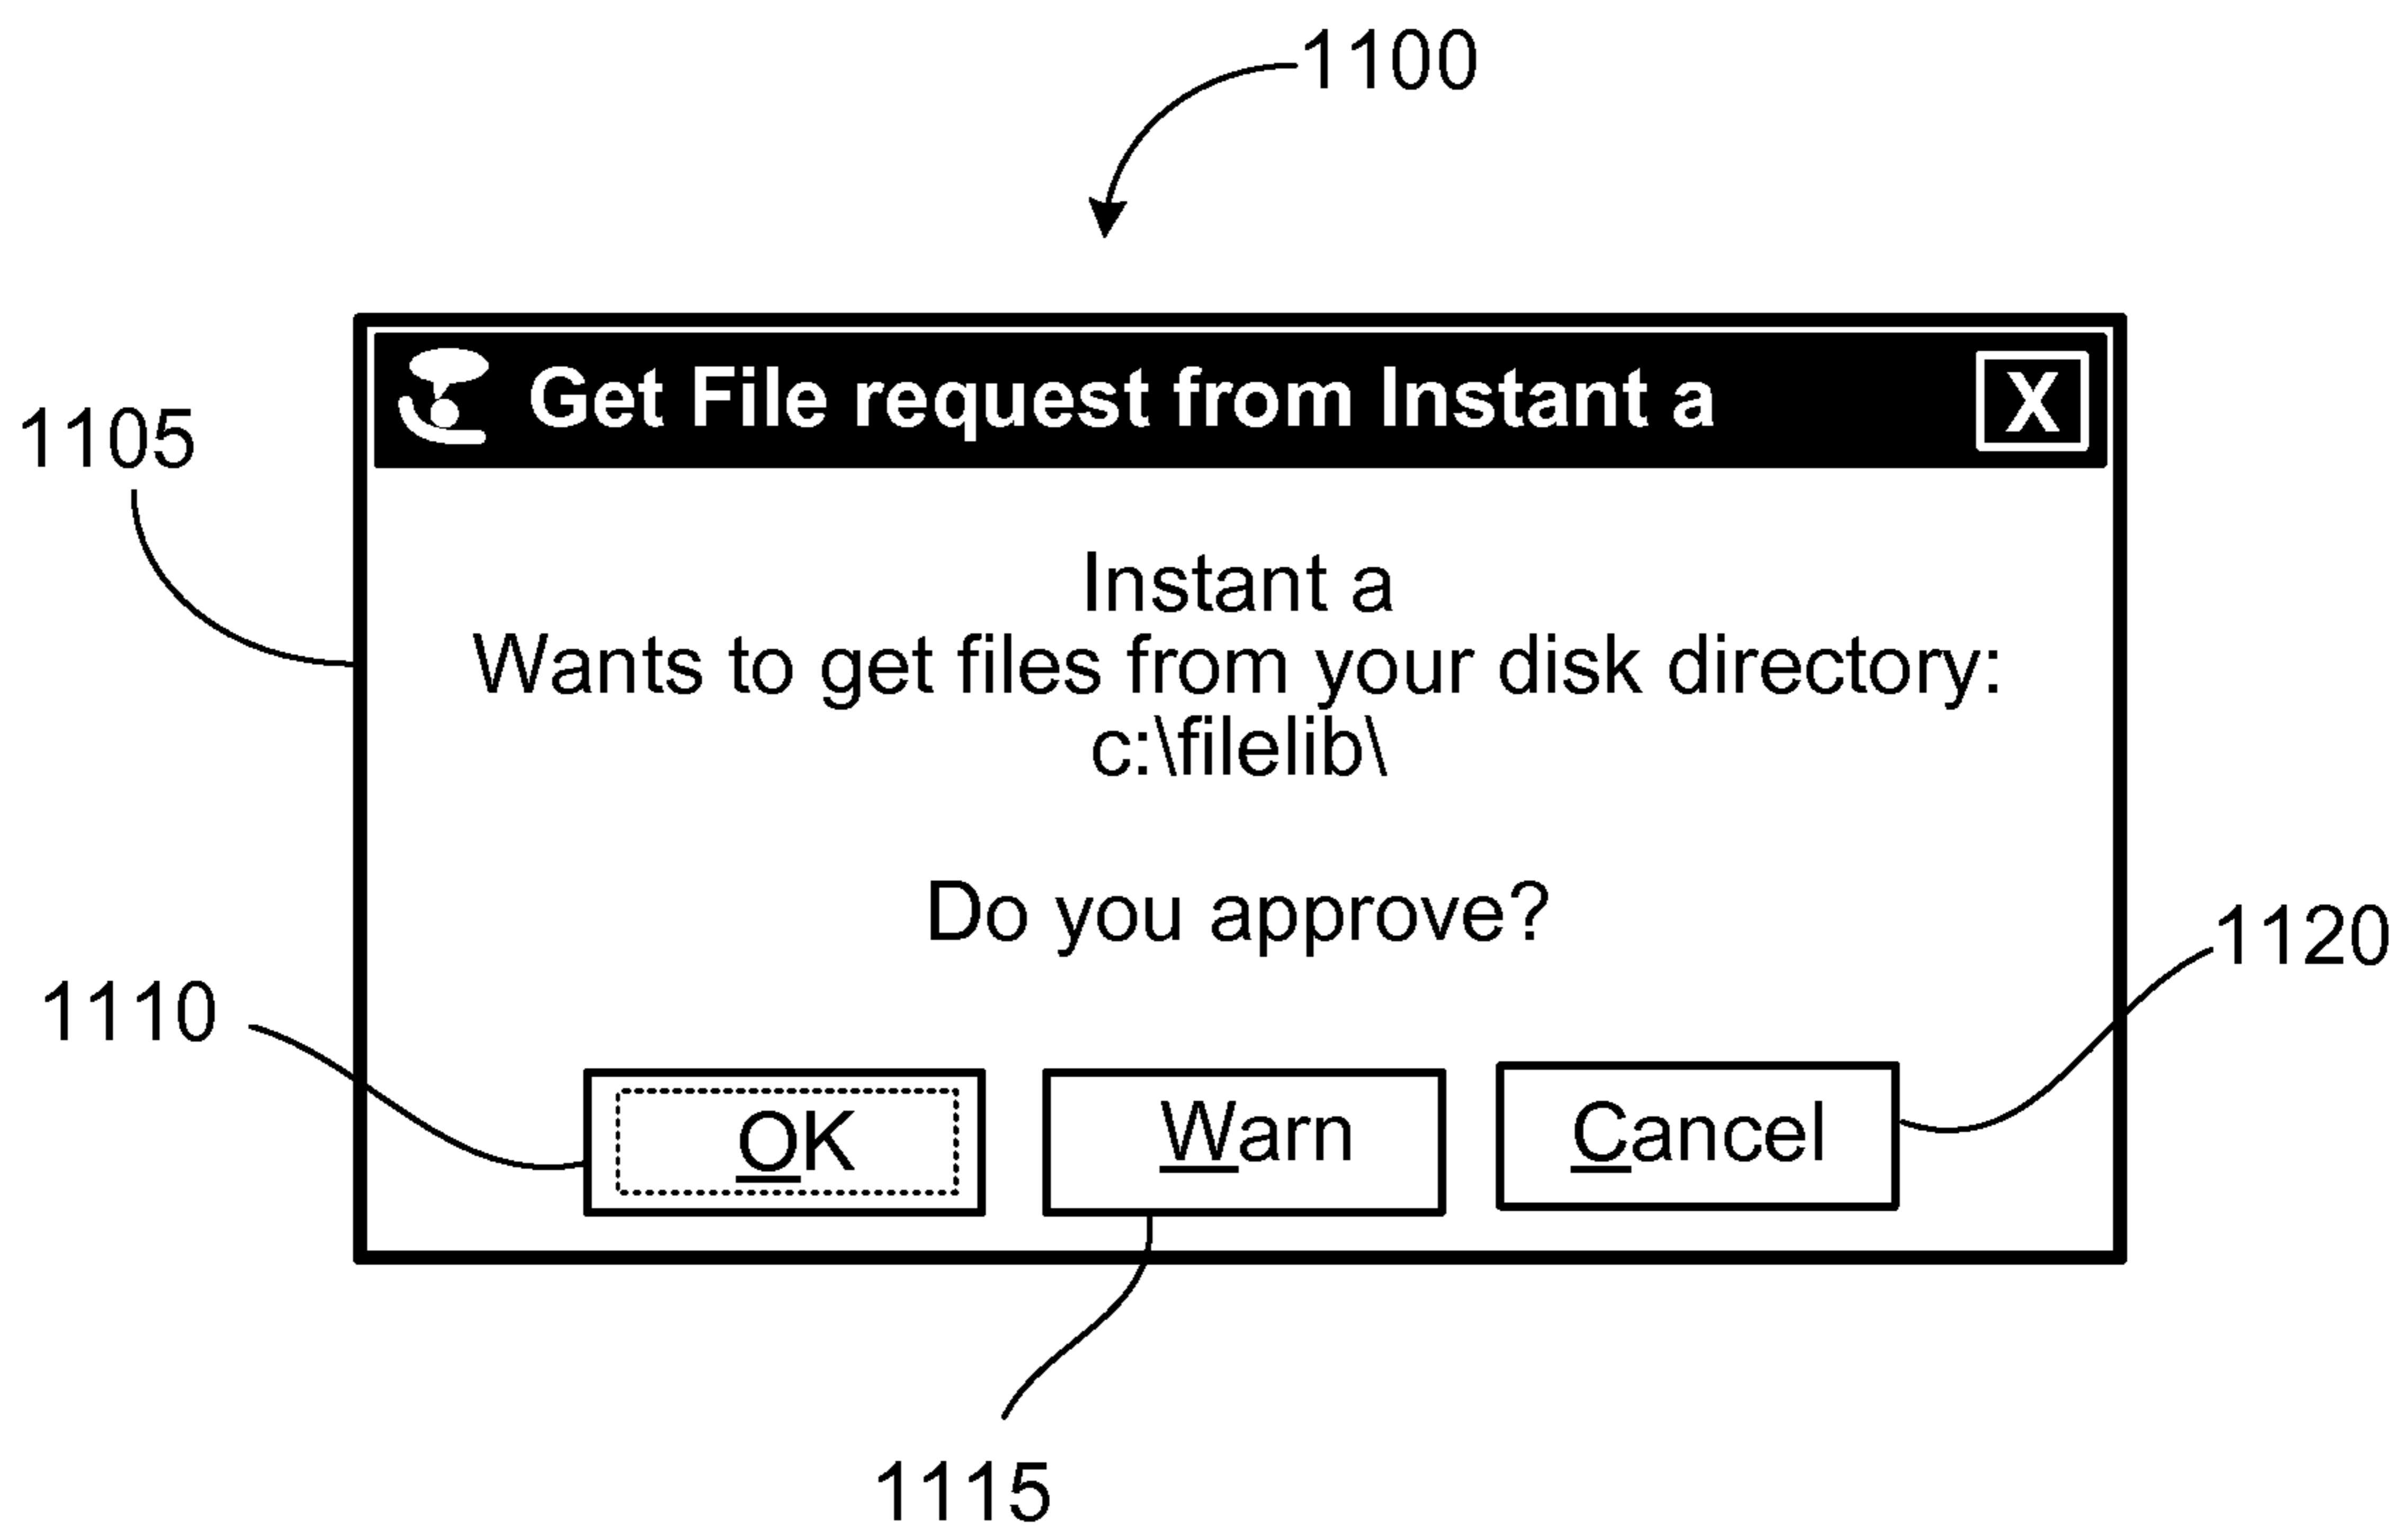 1100
Get File request from Instant a X
1105
Instant a
Wants to get files from your disk directory:
c:\filelib\
Do you approve?
1120
1110
OK Warn Cancel
1115